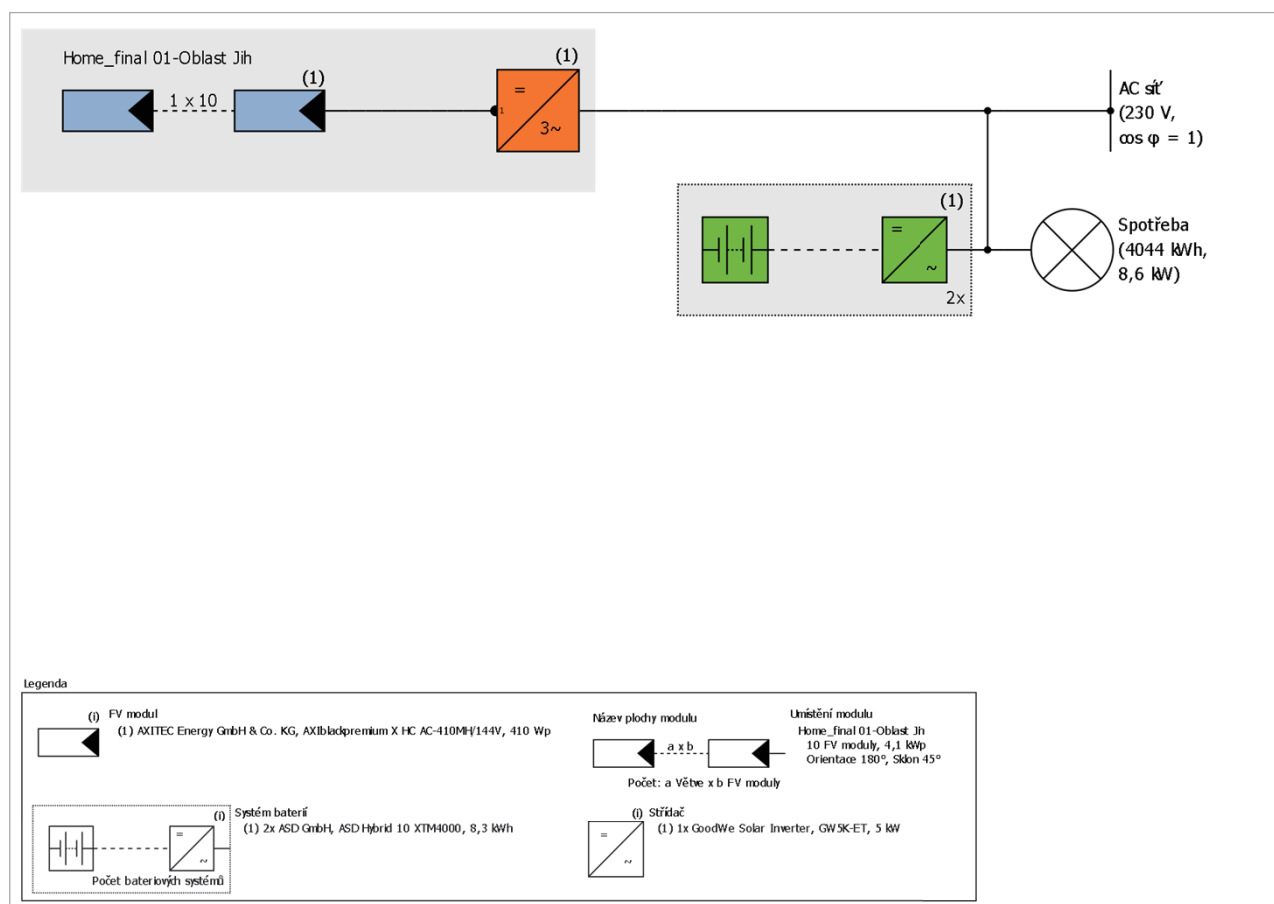 Home_final 01-Oblast Jih
(1)
1 x 10
(1)
=
1
3~
AC síť
(230 V,
cos φ = 1)
(1)
=
~
2x
Spotřeba
(4044 kWh,
8,6 kW)
Legenda
(i) FV modul
(1) AXITEC Energy GmbH & Co. KG, AXIblackpremium X HC AC-410MH/144V, 410 Wp
Název plochy modulu
a x b
Počet: a Větve x b FV moduly
Umístění modulu
Home_final 01-Oblast Jih
10 FV moduly, 4,1 kWp
Orientace 180°, Sklon 45°
(i) Systém baterií
(1) 2x ASD GmbH, ASD Hybrid 10 XTM4000, 8,3 kWh
=
~
Počet bateriových systémů
(i) Střídač
(1) 1x GoodWe Solar Inverter, GW5K-ET, 5 kW
=
~